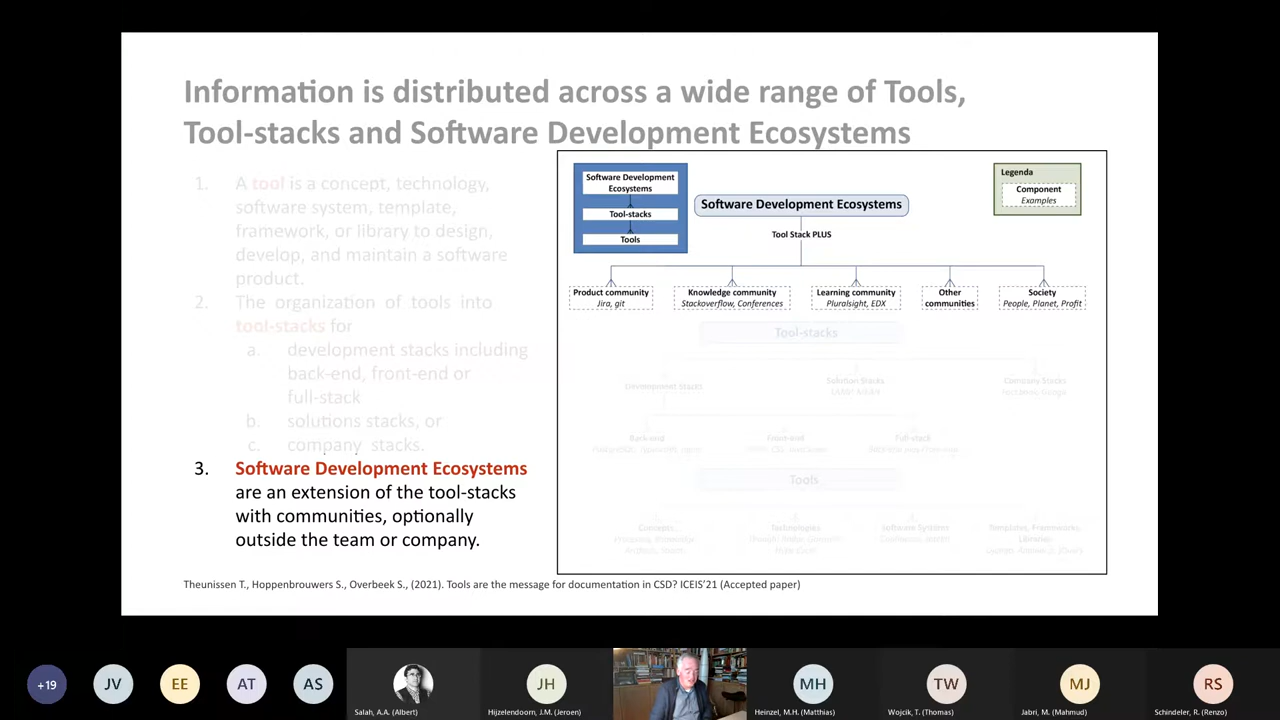 Information is distributed across a wide range of Tools,
Tool-stacks and Software Development Ecosystems
1. A tool is a concept, technology,
software system, template,
framework, or library to design,
develop, and maintain a software
product.
2. The organization of tools into
tool-stacks for
a. development stacks including
back-end, front-end or
full-stack
b. solutions stacks, or
c. company stacks.
3. Software Development Ecosystems
are an extension of the tool-stacks
with communities, optionally
outside the team or company.
Software Development
Ecosystems
Tool-stacks
Tools
Software Development Ecosystems
Tool Stack PLUS
Legenda
Component
Examples
Product community
Jira, git
Knowledge community
Stackoverflow, Conferences
Learning community
Pluralsight, EDX
Other
communities
Society
People, Planet, Profit
Tool-stacks
Development Stacks
Solution Stacks
Company Stacks
Back-end
Front-end
Full-stack
Tools
Concepts
Technologies
Software Systems
Templates, Frameworks,
Libraries
Theunissen T., Hoppenbrouwers S., Overbeek S., (2021). Tools are the message for documentation in CSD? ICEIS'21 (Accepted paper)
+19
JV
EE
AT
AS
Salah, A.A. (Albert)
JH
Hijzelendoorn, J.M. (Jeroen)
MH
Heinzel, M.H. (Matthias)
TW
Wojcik, T. (Thomas)
MJ
Jabri, M. (Mahmud)
RS
Schindeler, R. (Renzo)